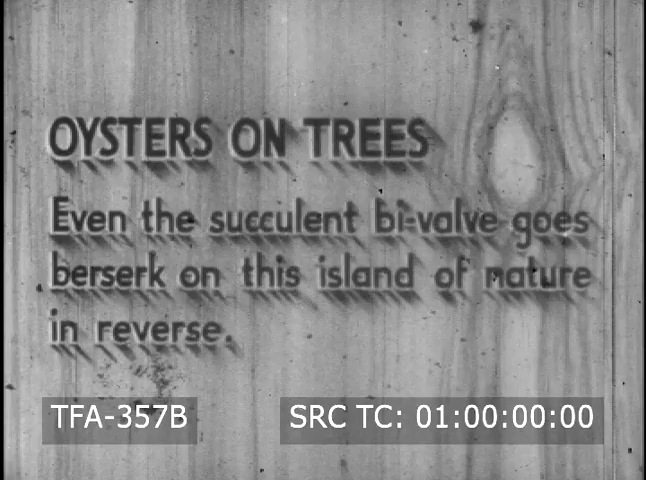 OYSTERS ON TREES
Even the succulent bi-valve goes
berserk on this island of nature
in reverse.
TFA-357B
SRC TC: 01:00:00:00